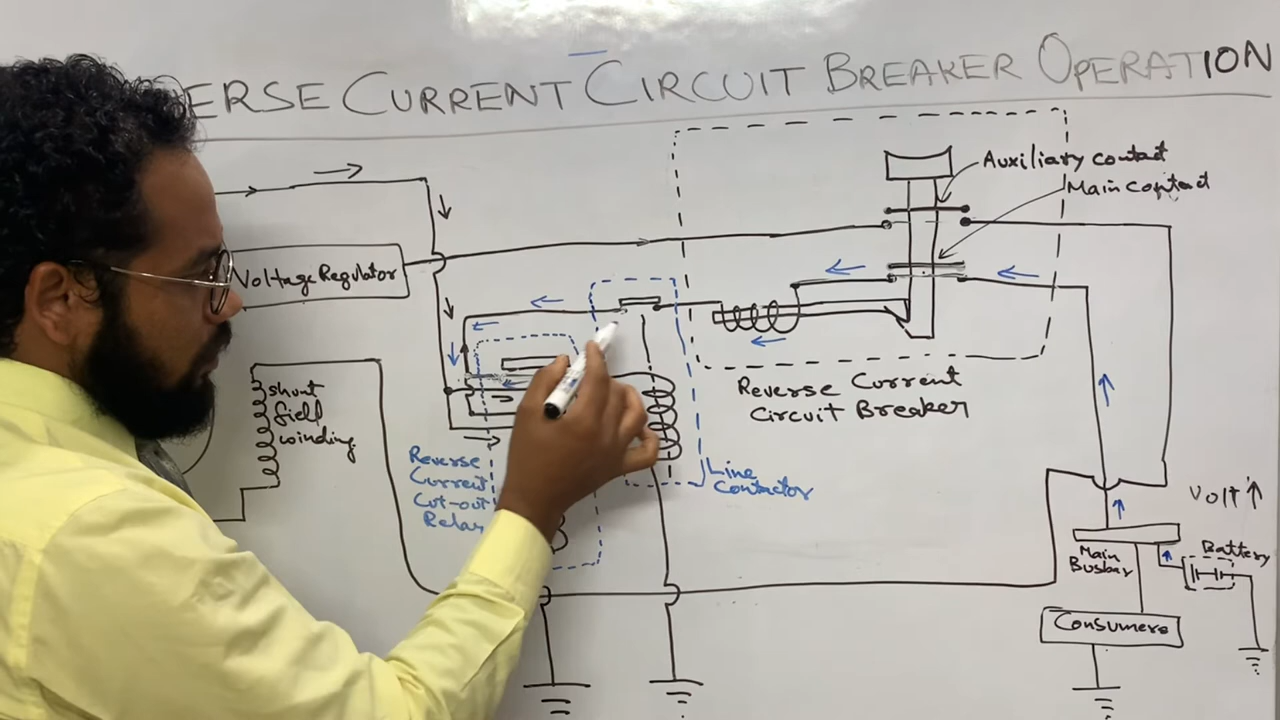 ERSE CURRENT CIRCUIT BREAKER OPERATION
Auxiliary contact
Main contact
Voltage Regulator
shunt
field
winding
Reverse Current
Circuit Breaker
Reverse
Current
Cut-out
Relay
Line
Contactor
Volt ↑
Main
Busbar
Battery
Consumers